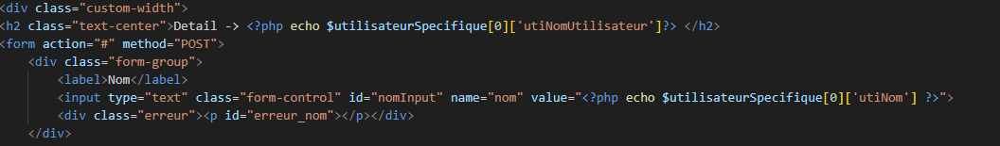 <div class="custom-width">
<h2 class="text-center">Detail -> <?php echo $utilisateurSpecifique[0]['utiNomUtilisateur']?> </h2>
<form action="#" method="POST">
    <div class="form-group">
        <label>Nom</label>
        <input type="text" class="form-control" id="nomInput" name="nom" value="<?php echo $utilisateurSpecifique[0]['utiNom'] ?>">
        <div class="erreur"><p id="erreur_nom"></p></div>
    </div>